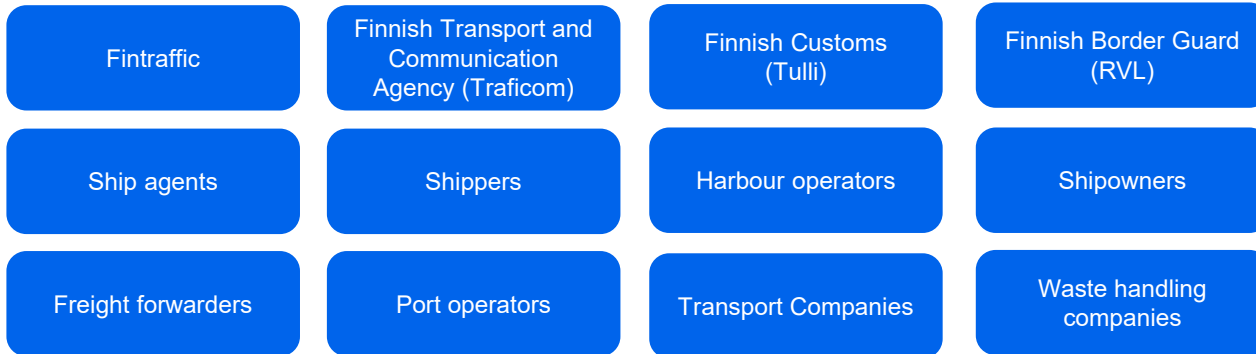 Fintraffic
Finnish Transport and
Communication
Agency (Traficom)
Finnish Customs
(Tulli)
Finnish Border Guard
(RVL)
Ship agents
Shippers
Harbour operators
Shipowners
Freight forwarders
Port operators
Transport Companies
Waste handling
companies